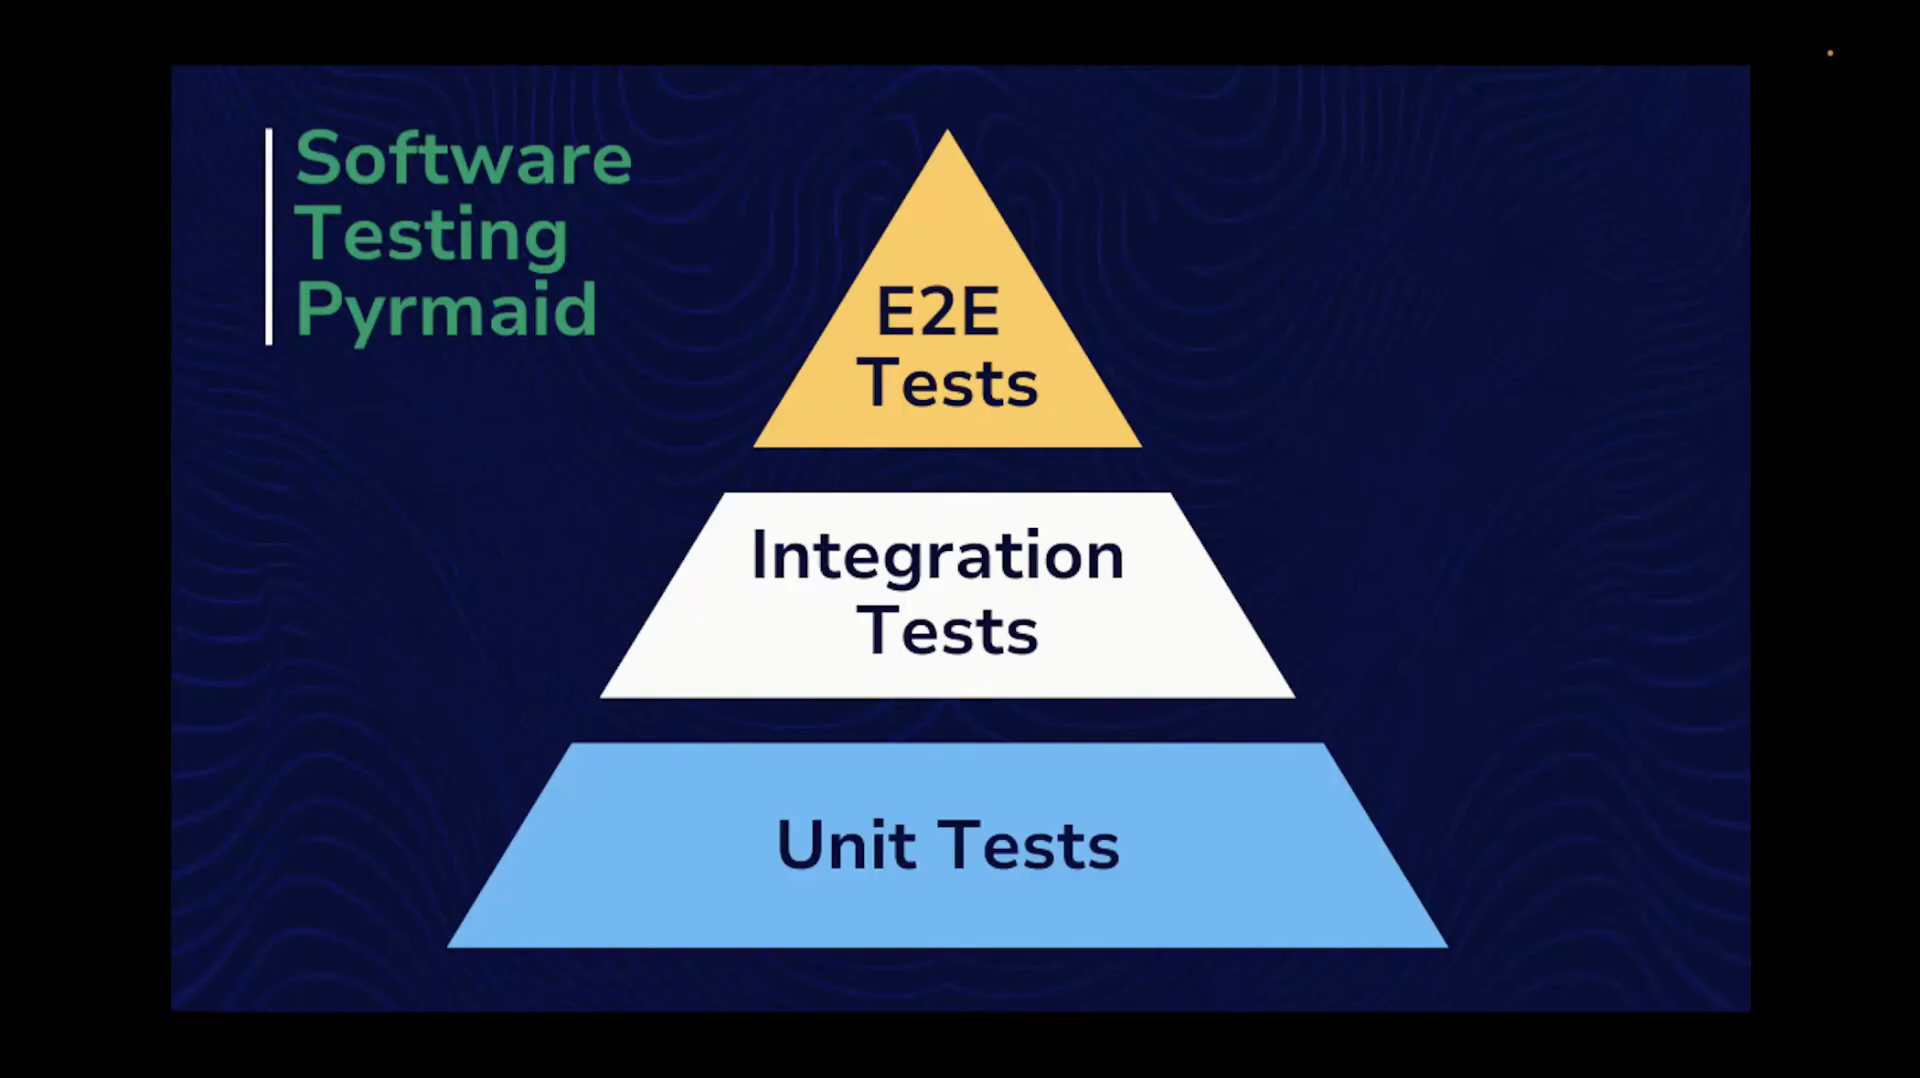 Software
Testing
Pyrmaid
E2E
Tests
Integration
Tests
Unit Tests